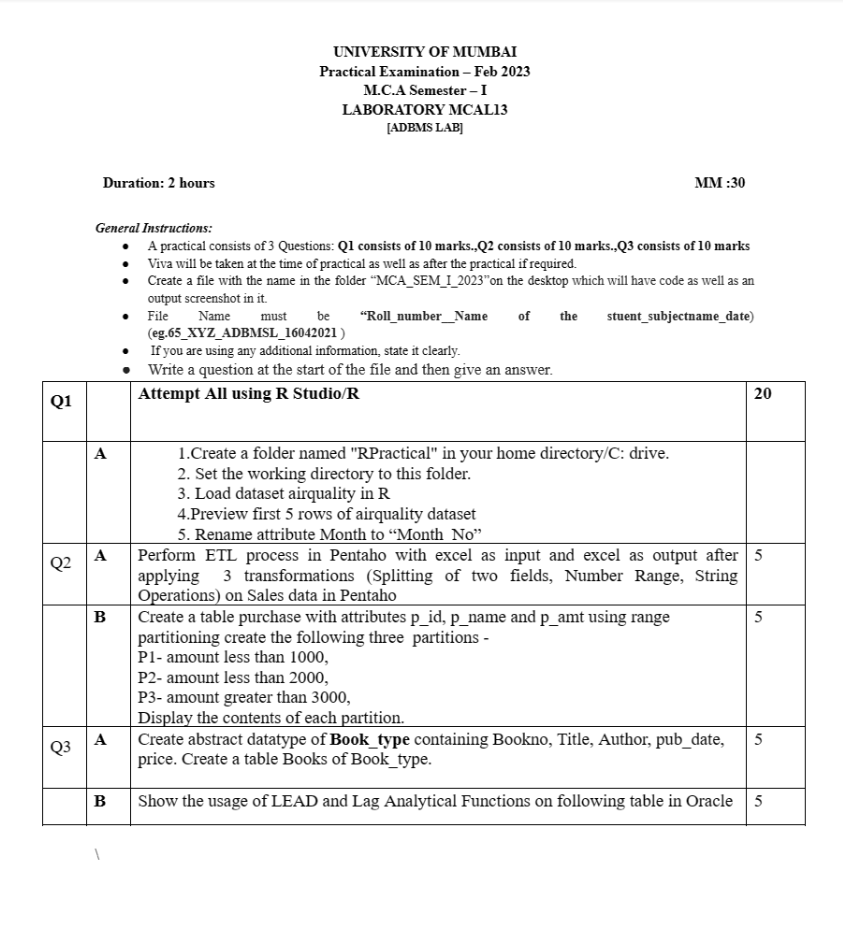 UNIVERSITY OF MUMBAI
Practical Examination – Feb 2023
M.C.A Semester – I
LABORATORY MCAL13
[ADBMS LAB]
Duration: 2 hours MM :30
General Instructions:
● A practical consists of 3 Questions: Q1 consists of 10 marks.,Q2 consists of 10 marks.,Q3 consists of 10 marks
● Viva will be taken at the time of practical as well as after the practical if required.
● Create a file with the name in the folder “MCA_SEM_I_2023”on the desktop which will have code as well as an
output screenshot in it.
● File Name must be “Roll_number__Name of the stuent_subjectname_date)
(eg.65_XYZ_ADBMSL_16042021 )
● If you are using any additional information, state it clearly.
● Write a question at the start of the file and then give an answer.
Q1 Attempt All using R Studio/R 20
A 1.Create a folder named "RPractical" in your home directory/C: drive.
2. Set the working directory to this folder.
3. Load dataset airquality in R
4.Preview first 5 rows of airquality dataset
5. Rename attribute Month to “Month_No”
Q2 A Perform ETL process in Pentaho with excel as input and excel as output after 5
applying 3 transformations (Splitting of two fields, Number Range, String
Operations) on Sales data in Pentaho
B Create a table purchase with attributes p_id, p_name and p_amt using range 5
partitioning create the following three partitions -
P1- amount less than 1000,
P2- amount less than 2000,
P3- amount greater than 3000,
Display the contents of each partition.
Q3 A Create abstract datatype of Book_type containing Bookno, Title, Author, pub_date, 5
price. Create a table Books of Book_type.
B Show the usage of LEAD and Lag Analytical Functions on following table in Oracle 5
\